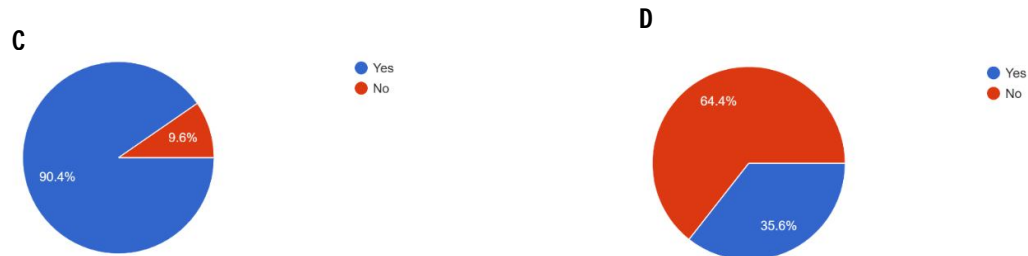 C
Yes
No
9.6%
90.4%
D
Yes
No
64.4%
35.6%